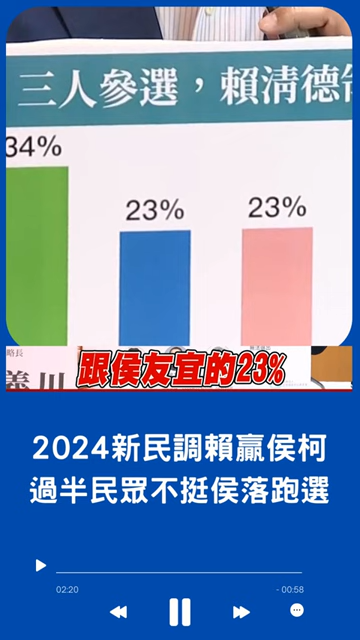 三人參選，賴清德
34%
23%
23%
跟侯友宜的23%
2024新民調賴贏侯柯
過半民眾不挺侯落跑選
02:20
- 00:58